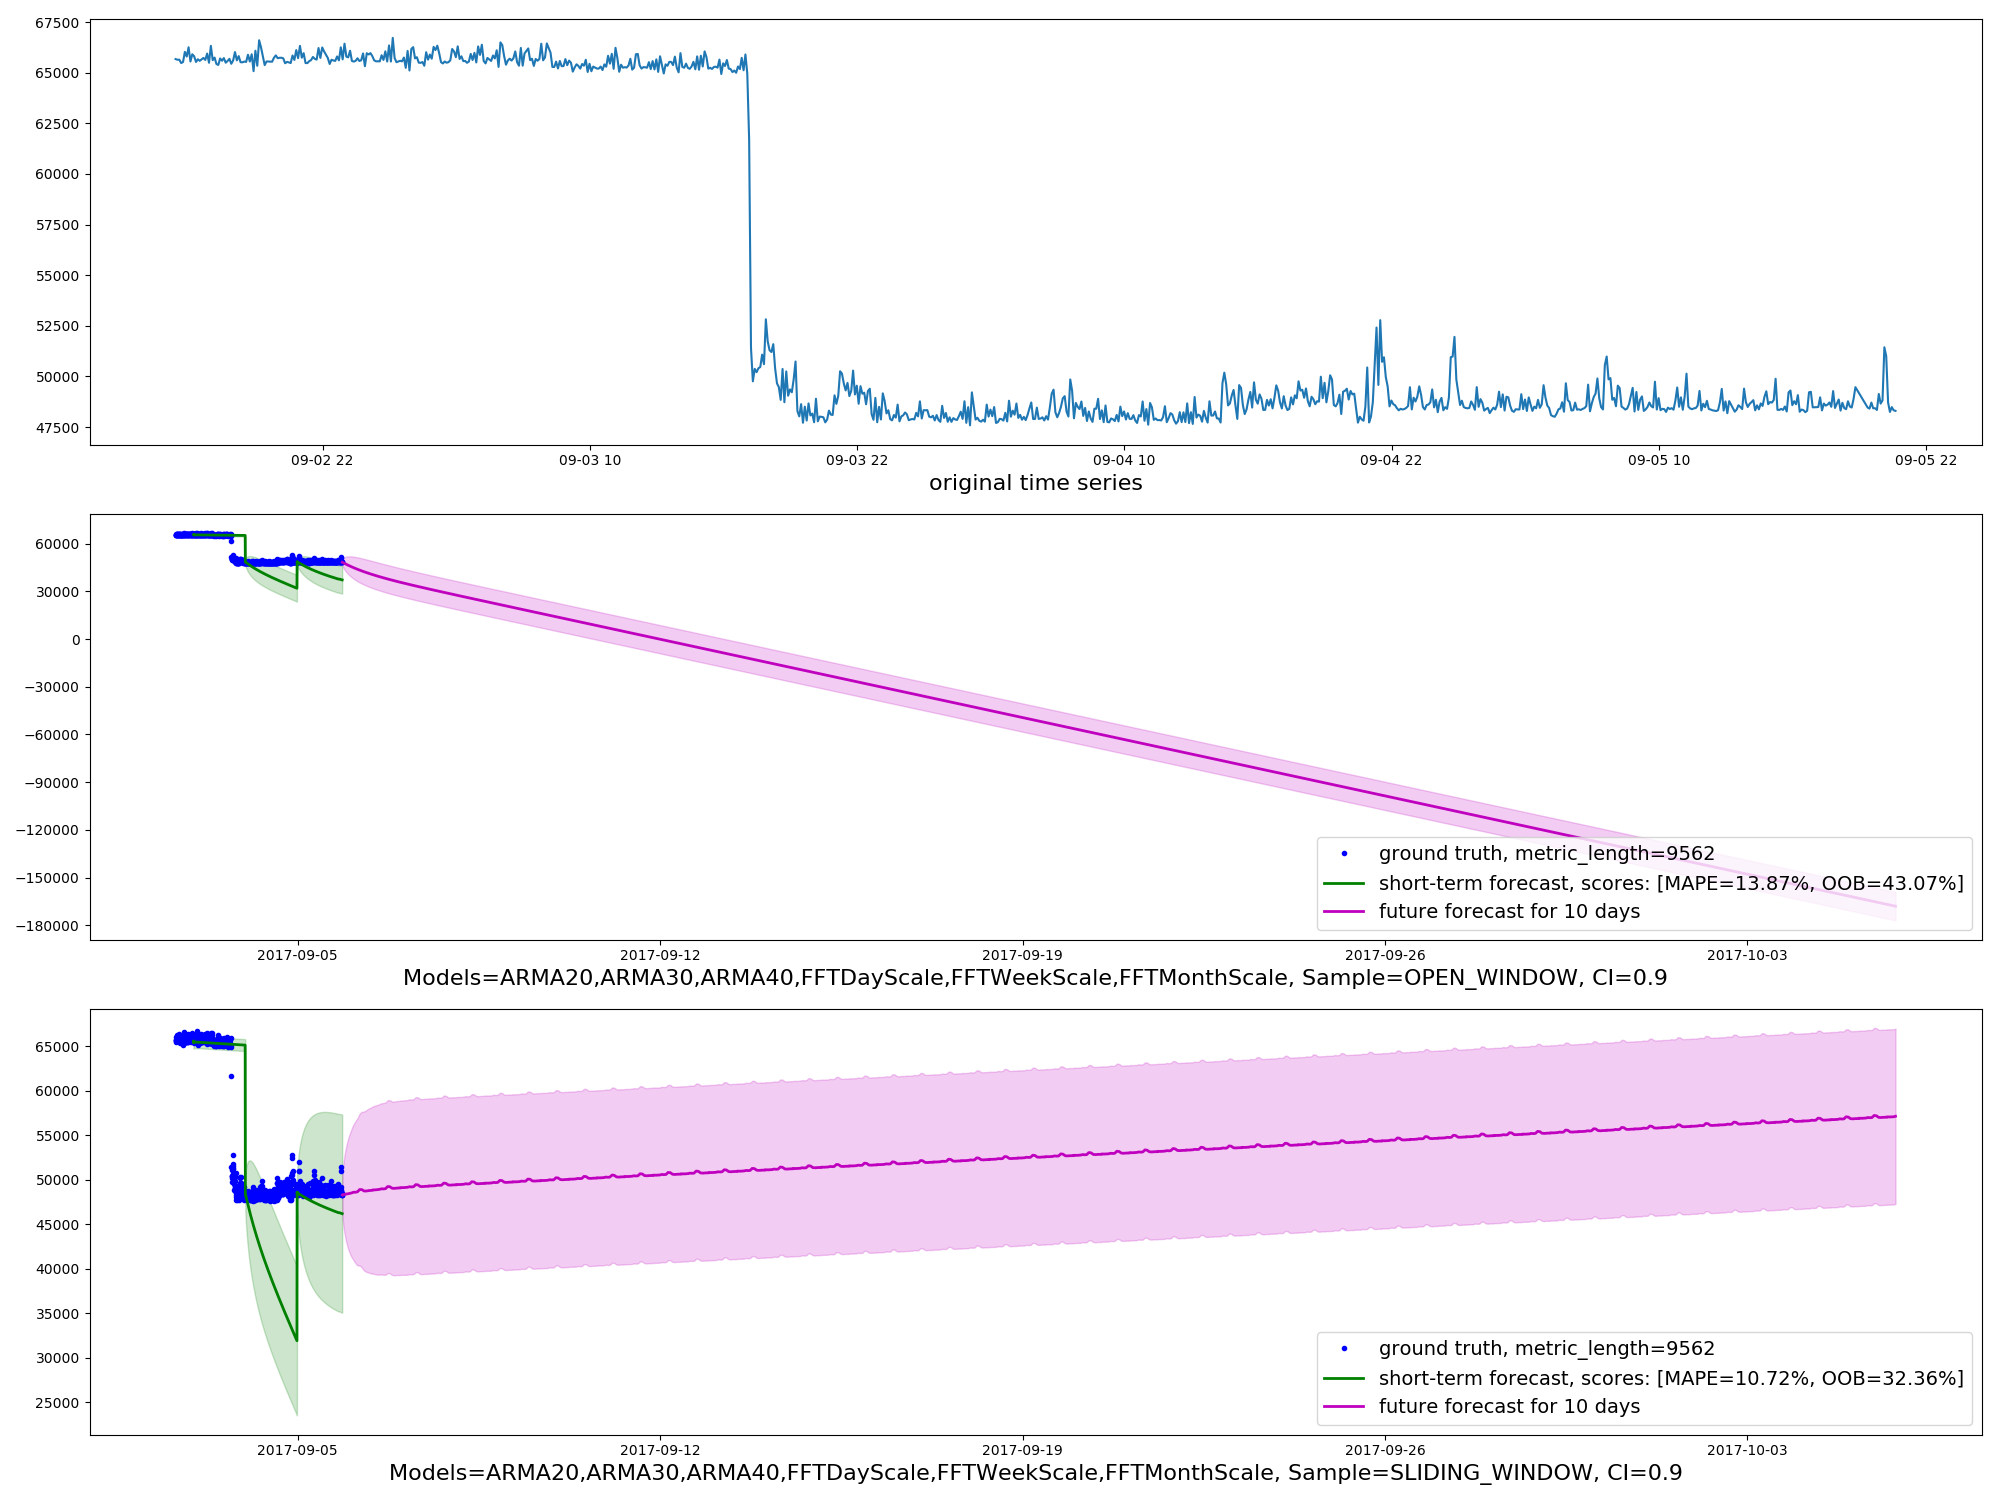 67500
65000
62500
60000
57500
55000
52500
50000
47500
09-02 22 09-03 10 09-03 22 09-04 10 09-04 22 09-05 10 09-05 22
original time series
60000
30000
0
−30000
−60000
−90000
−120000
−150000
−180000
ground truth, metric_length=9562
short-term forecast, scores: [MAPE=13.87%, OOB=43.07%]
future forecast for 10 days
2017-09-05 2017-09-12 2017-09-19 2017-09-26 2017-10-03
Models=ARMA20,ARMA30,ARMA40,FFTDayScale,FFTWeekScale,FFTMonthScale, Sample=OPEN_WINDOW, CI=0.9
65000
60000
55000
50000
45000
40000
35000
30000
25000
ground truth, metric_length=9562
short-term forecast, scores: [MAPE=10.72%, OOB=32.36%]
future forecast for 10 days
2017-09-05 2017-09-12 2017-09-19 2017-09-26 2017-10-03
Models=ARMA20,ARMA30,ARMA40,FFTDayScale,FFTWeekScale,FFTMonthScale, Sample=SLIDING_WINDOW, CI=0.9